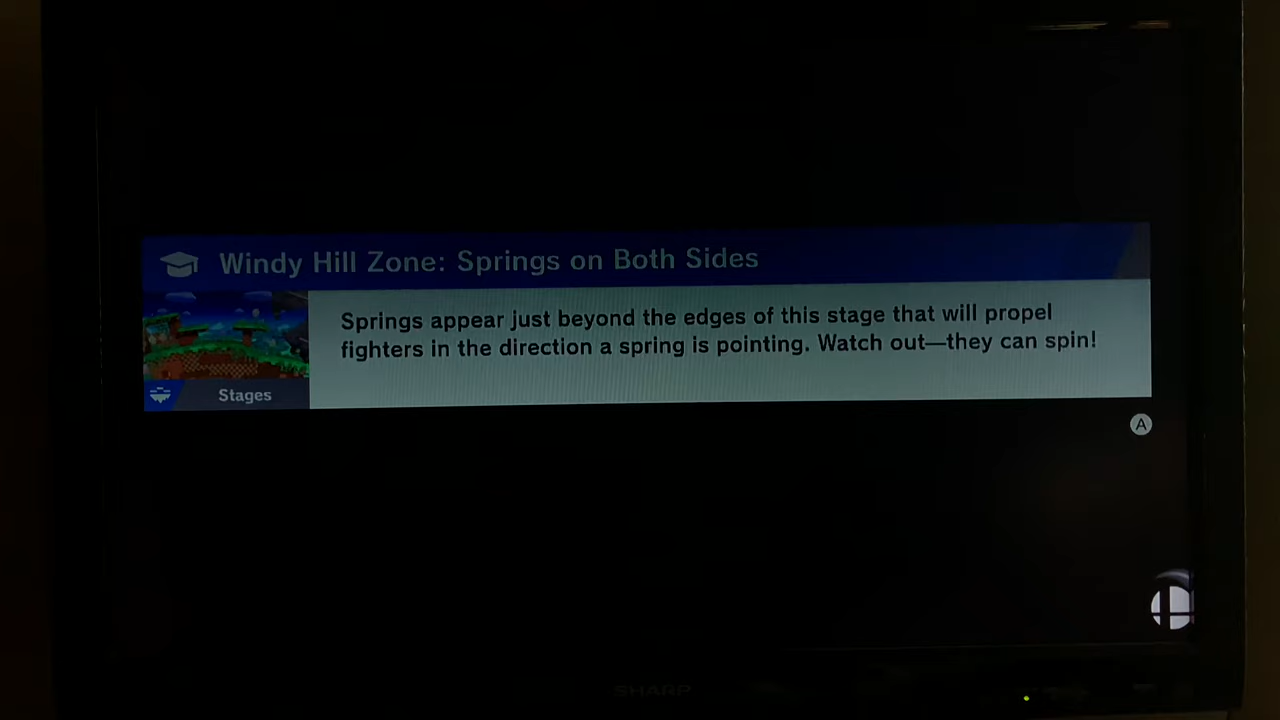 Windy Hill Zone: Springs on Both Sides
Springs appear just beyond the edges of this stage that will propel
fighters in the direction a spring is pointing. Watch out—they can spin!
Stages
A
SHARP